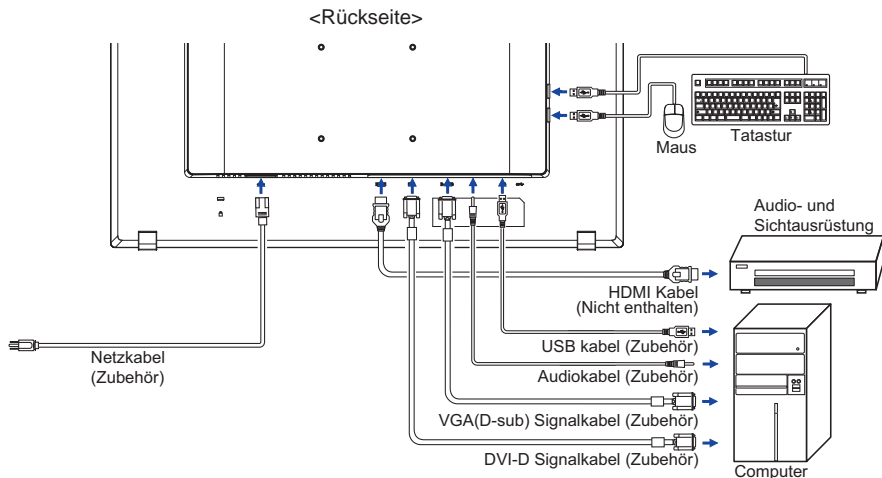 <Rückseite>
Maus
Tatastur
Audio- und
Sichtausrüstung
HDMI Kabel
(Nicht enthalten)
USB kabel (Zubehör)
Netzkabel
(Zubehör)
Audiokabel (Zubehör)
VGA(D-sub) Signalkabel (Zubehör)
DVI-D Signalkabel (Zubehör)
Computer